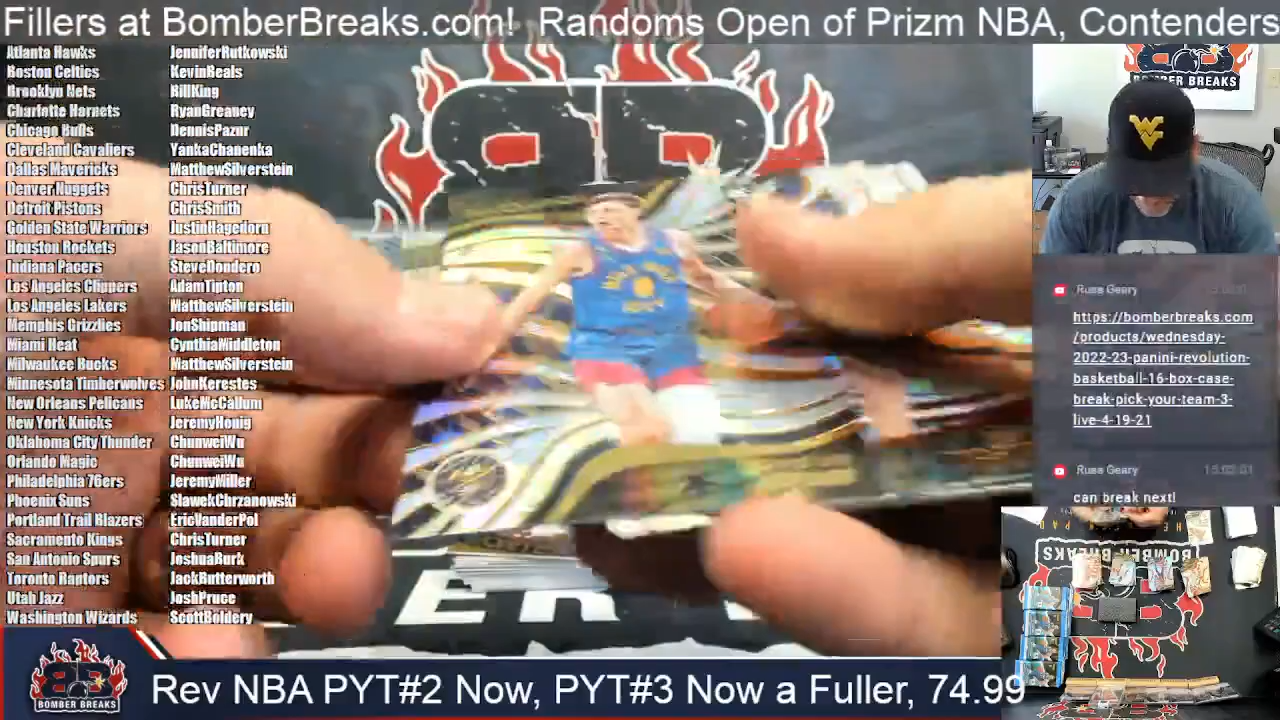 Fillers at BomberBreaks.com!  Randoms Open of Prizm NBA, Contenders
Atlanta Hawks JenniferRutkowski
Boston Celtics KevinBeals
Brooklyn Nets BillKing
Charlotte Hornets RyanGreaney
Chicago Bulls DennisPazur
Cleveland Cavaliers YankaChanenka
Dallas Mavericks MatthewSilverstein
Denver Nuggets ChrisTurner
Detroit Pistons ChrisSmith
Golden State Warriors JustinHagedorn
Houston Rockets JasonBaltimore
Indiana Pacers SteveDondero
Los Angeles Clippers AdamTipton
Los Angeles Lakers MatthewSilverstein
Memphis Grizzlies JonShipman
Miami Heat CynthiaMiddleton
Milwaukee Bucks MatthewSilverstein
Minnesota Timberwolves JohnKerestes
New Orleans Pelicans LukeMcCallum
New York Knicks JeremyHonig
Oklahoma City Thunder ChunweiWu
Orlando Magic ChunweiWu
Philadelphia 76ers JeremyMiller
Phoenix Suns SlawekChrzanowski
Portland Trail Blazers EricVanderPol
Sacramento Kings ChrisTurner
San Antonio Spurs JoshuaBurk
Toronto Raptors JackButterworth
Utah Jazz JoshPruce
Washington Wizards ScottBoldery
BOMBER BREAKS
Russ Geary
https://bomberbreaks.com
/products/wednesday-
2022-23-panini-revolution-
basketball-16-box-case-
break-pick-your-team-3-
live-4-19-21
Russ Geary
can break next!
BOMBER BREAKS
BOMBER BREAKS
Rev NBA PYT#2 Now, PYT#3 Now a Fuller, 74.99